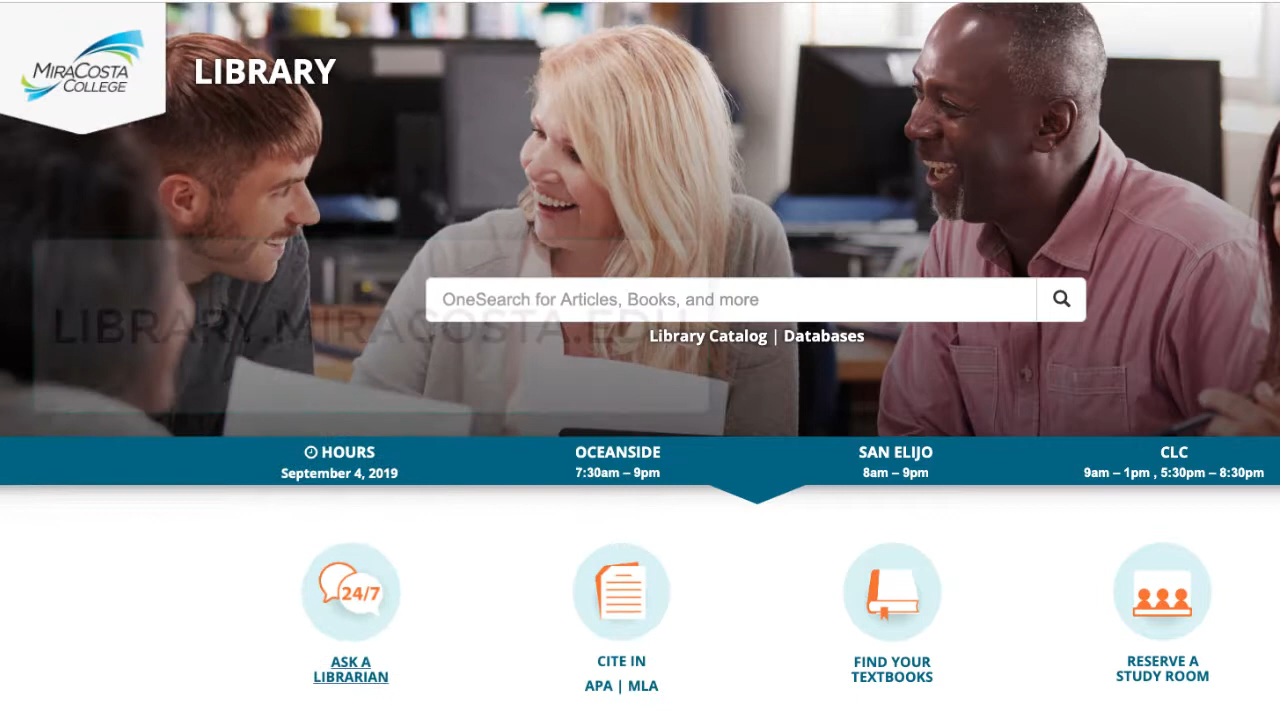 MIRACOSTA
COLLEGE
LIBRARY
OneSearch for Articles, Books, and more
LIBRARY.MIRACOSTA.EDU
Library Catalog | Databases
HOURS
September 4, 2019
OCEANSIDE
7:30am – 9pm
SAN ELIJO
8am – 9pm
CLC
9am – 1pm , 5:30pm – 8:30pm
24/7
ASK A
LIBRARIAN
CITE IN
APA | MLA
FIND YOUR
TEXTBOOKS
RESERVE A
STUDY ROOM